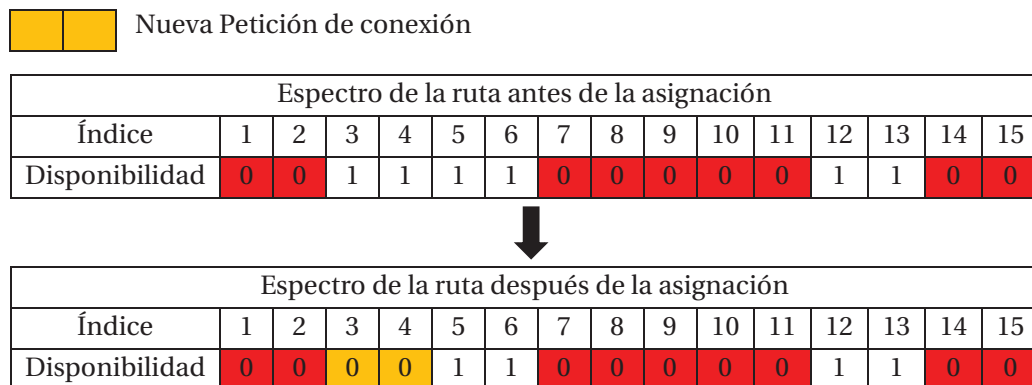 Nueva Petición de conexión
Espectro de la ruta antes de la asignación
Índice 1 2 3 4 5 6 7 8 9 10 11 12 13 14 15
Disponibilidad 0 0 1 1 1 1 0 0 0 0 0 1 1 0 0
Espectro de la ruta después de la asignación
Índice 1 2 3 4 5 6 7 8 9 10 11 12 13 14 15
Disponibilidad 0 0 0 0 1 1 0 0 0 0 0 1 1 0 0